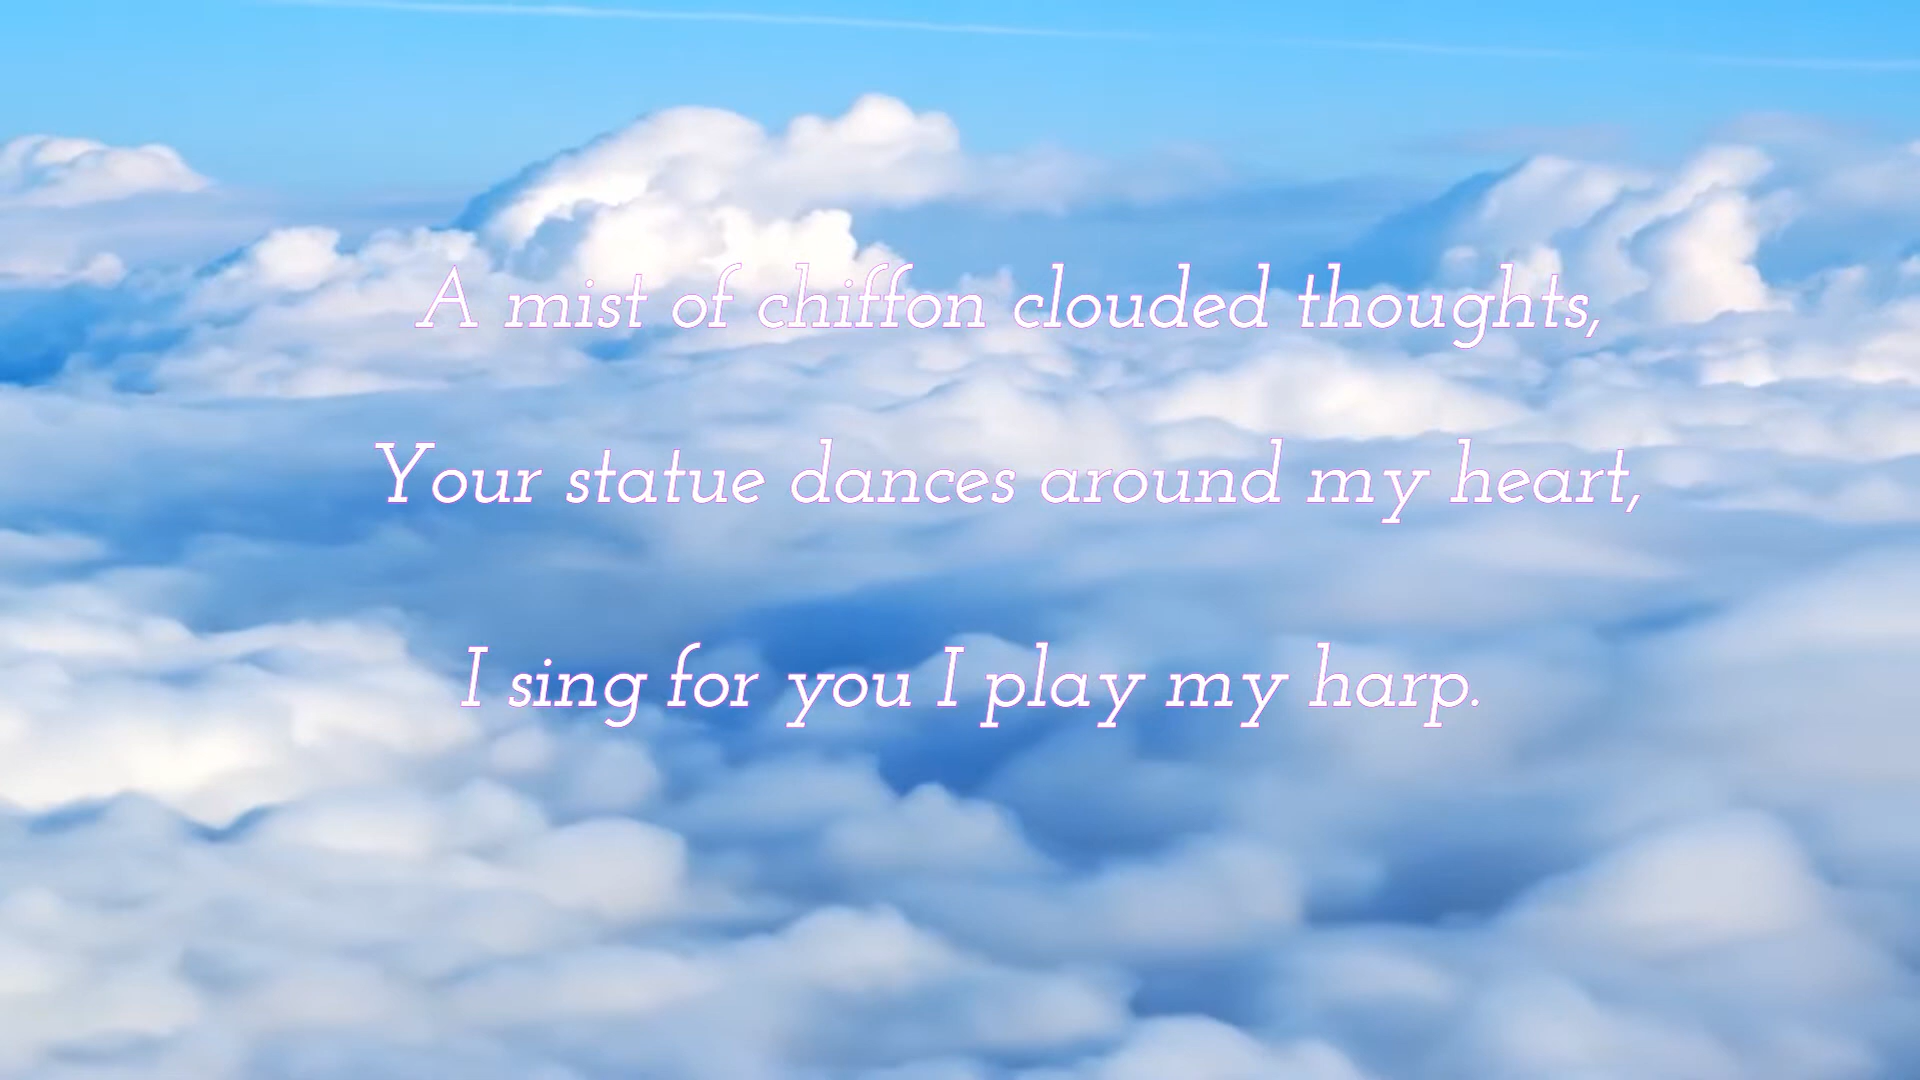 A mist of chiffon clouded thoughts,
Your statue dances around my heart,
I sing for you I play my harp.